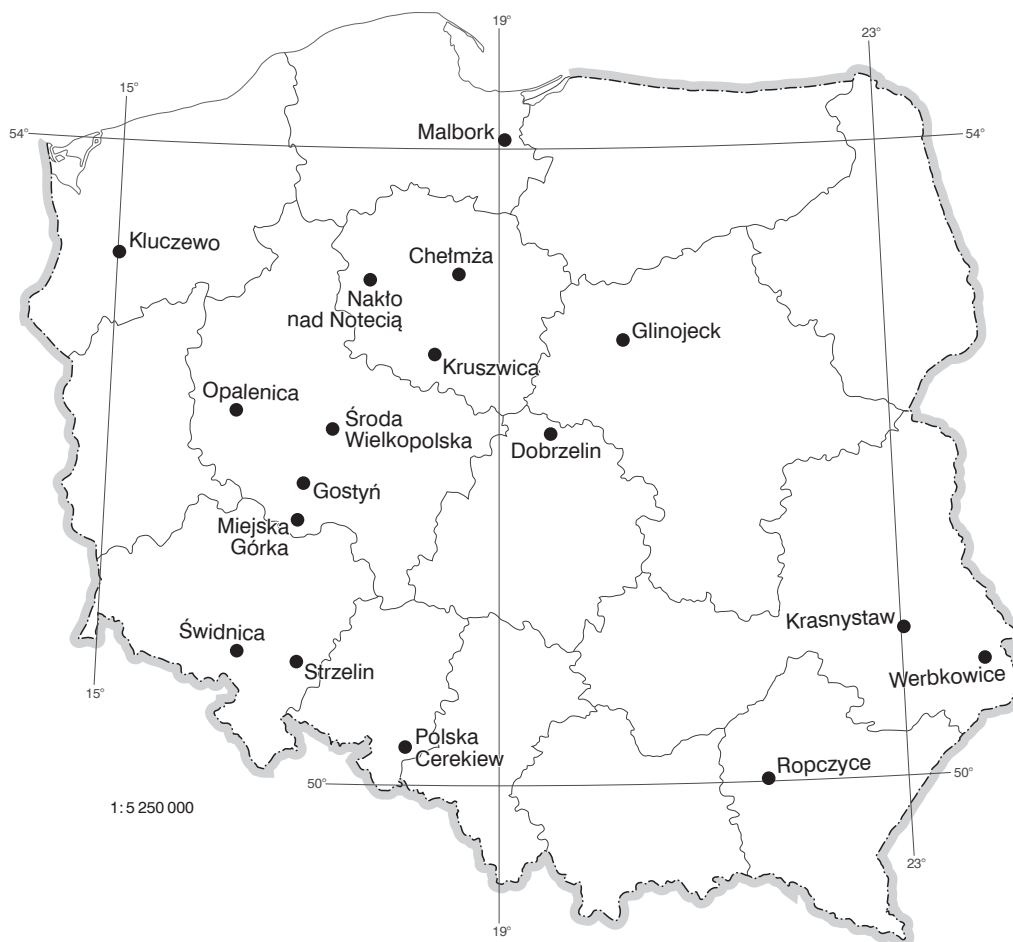 19°
23°
15°
54°
Malbork
54°
Kluczewo
Chełmża
Nakło
nad Notecią
Glinojeck
Kruszwica
Opalenica
Środa
Wielkopolska
Dobrzelin
Gostyń
Miejska
Górka
Krasnystaw
Świdnica
Strzelin
Werbkowice
15°
Polska
Cerekiew
Ropczyce
50°
50°
1:5 250 000
23°
19°